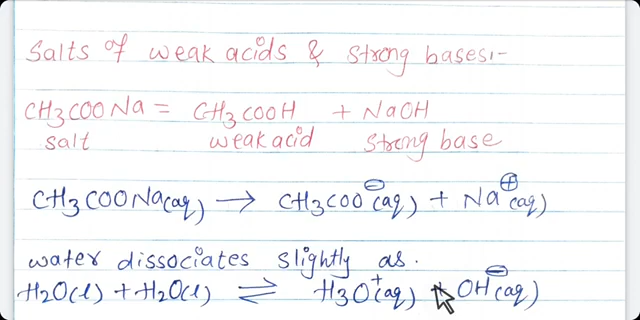 Salts of weak acids & strong bases:-
CH3COONa = CH3COOH + NaOH
salt weak acid strong base
CH3COONa(aq) → CH3COO⊖(aq) + Na⊕(aq)
water dissociates slightly as.
H2O(l) + H2O(l) ⇌ H3O⁺(aq) + OH⊖(aq)